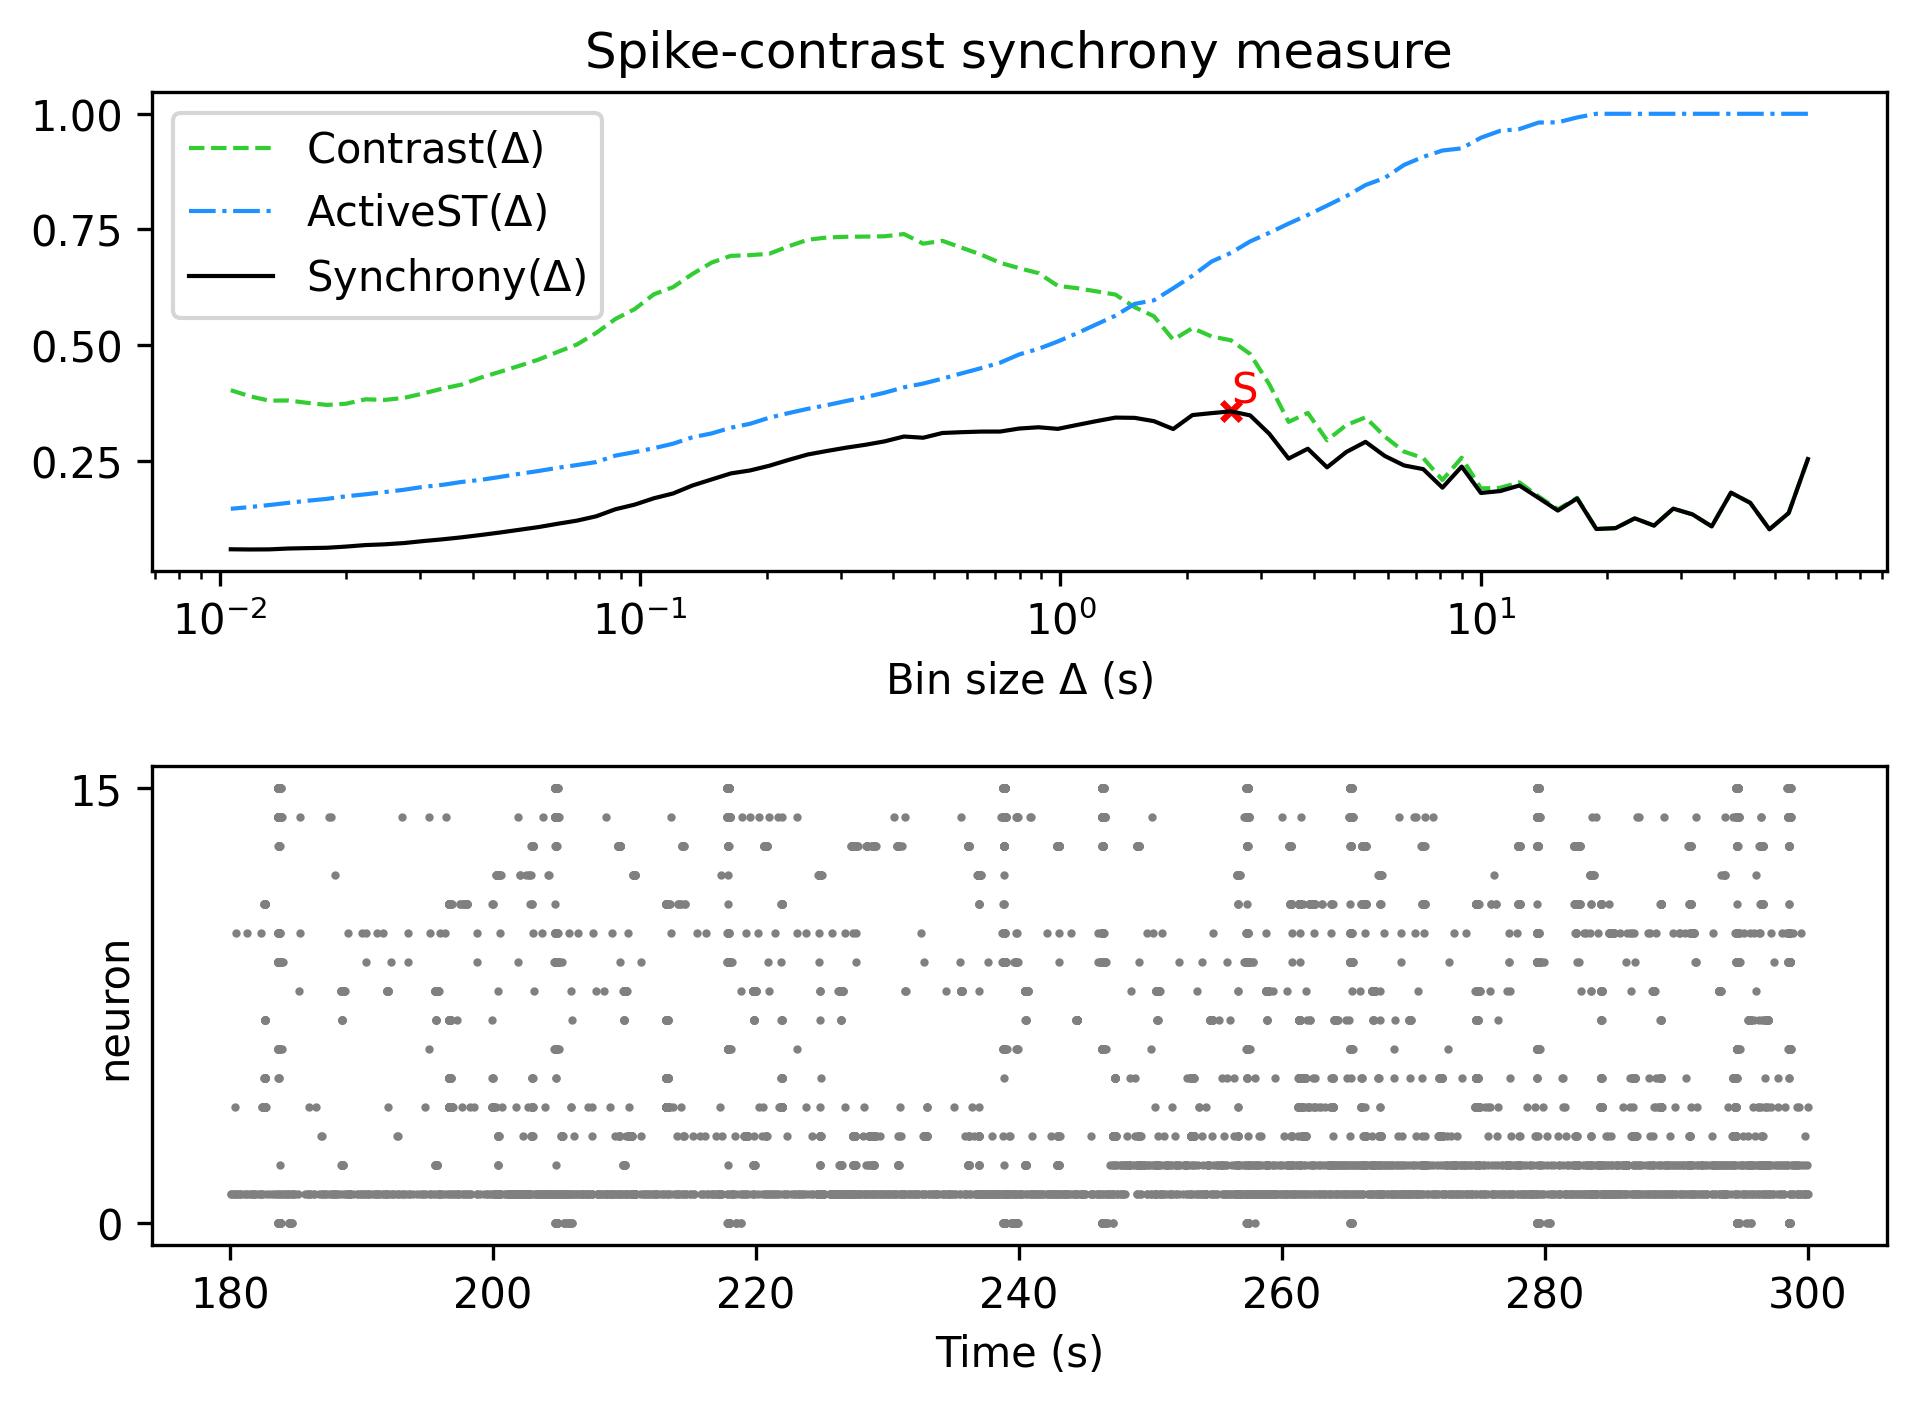 Spike-contrast synchrony measure
1.00
0.75
0.50
0.25
Contrast(Δ)
ActiveST(Δ)
Synchrony(Δ)
S
10⁻² 10⁻¹ 10⁰ 10¹
Bin size Δ (s)
15
0
neuron
180 200 220 240 260 280 300
Time (s)